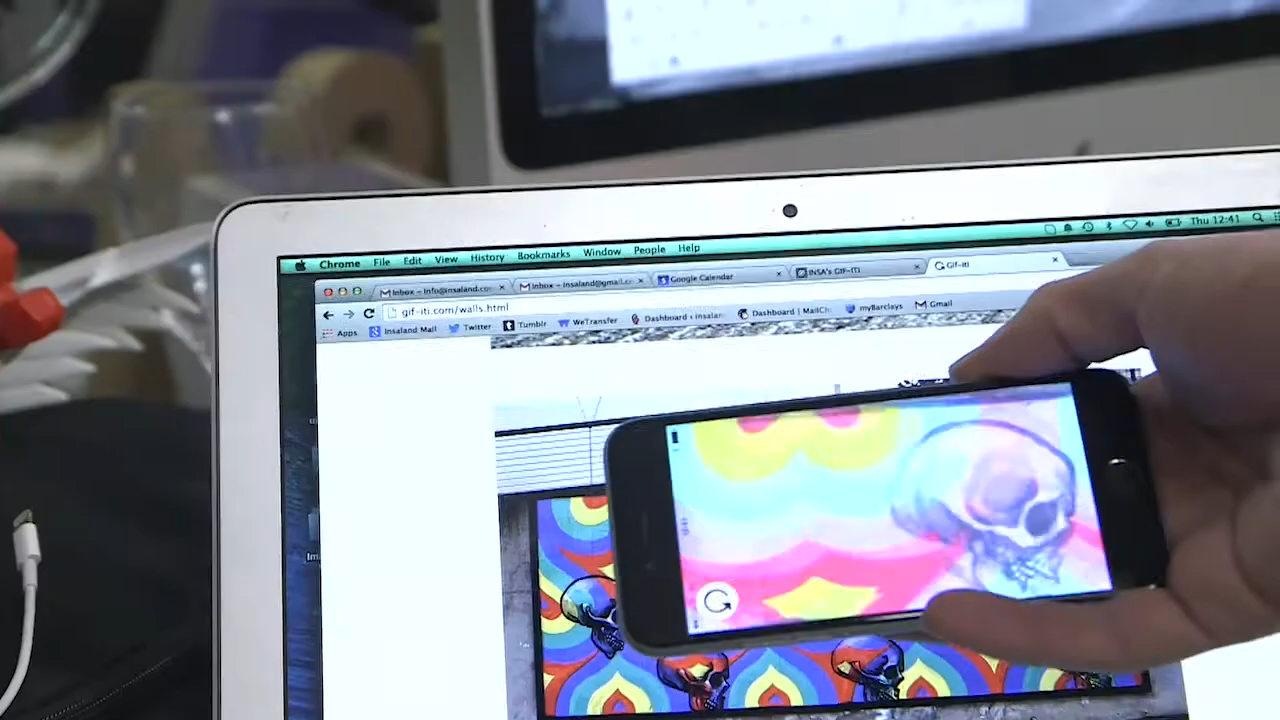 Chrome File Edit View History Bookmarks Window People Help Thu 12:41
Inbox – info@insaland.co Inbox – insaland@gmail.co Google Calendar INSA's GIF-ITI Gif-iti
gif-iti.com/walls.html
Apps Insaland Mail Twitter Tumblr WeTransfer Dashboard ‹ insalan Dashboard | MailCh myBarclays Gmail